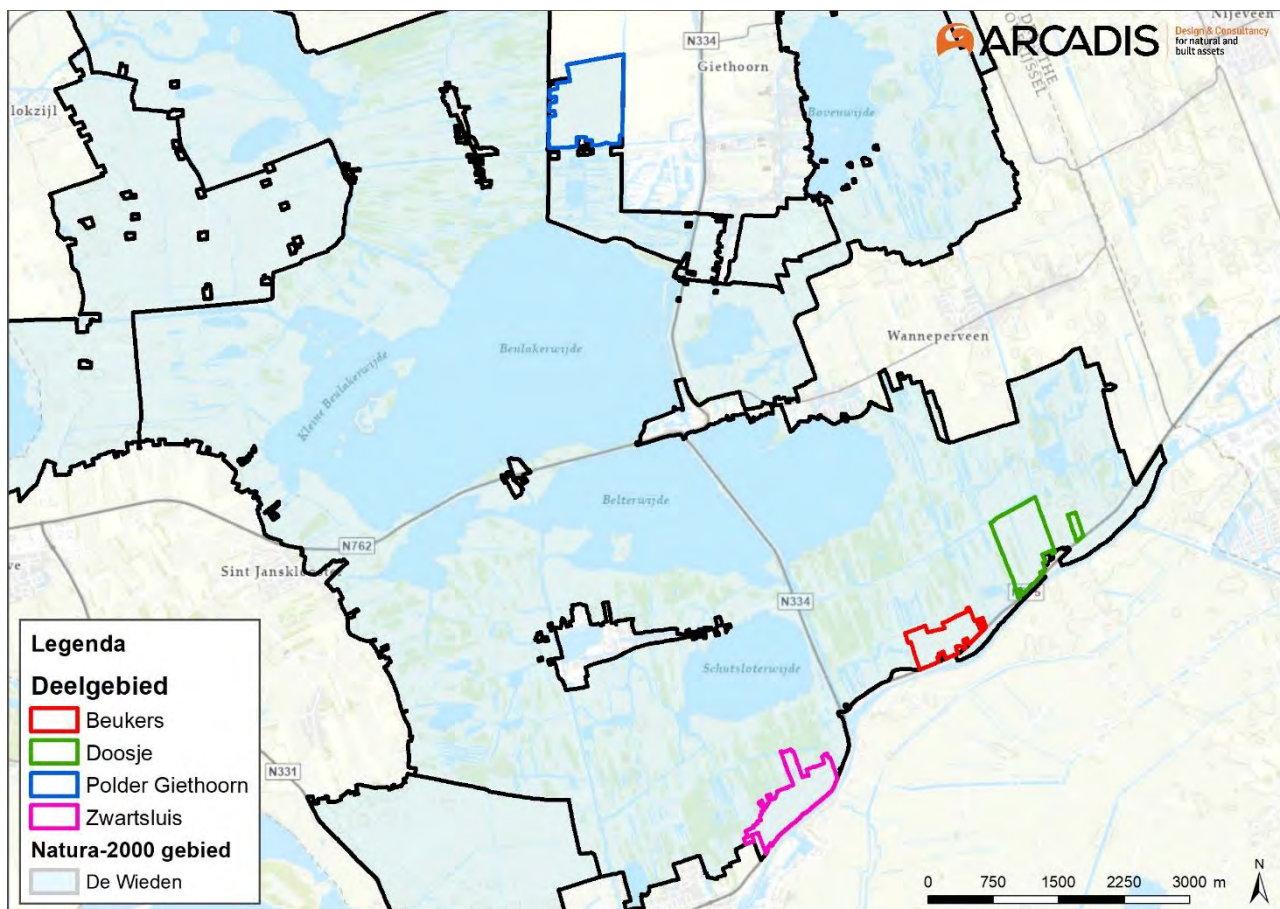 Nijeveen
N334
ARCADIS
Design & Consultancy
for natural and
built assets
Giethoorn
lokzijl
Bovenwijde
Wanneperveen
Beulakerwijde
Kleine Beulakerwijde
Belterwijde
N762
Sint Jansklooster
N334
Schutsloterwijde
N331
Legenda
Deelgebied
Beukers
Doosje
Polder Giethoorn
Zwartsluis
Natura-2000 gebied
De Wieden
0 750 1500 2250 3000 m
N